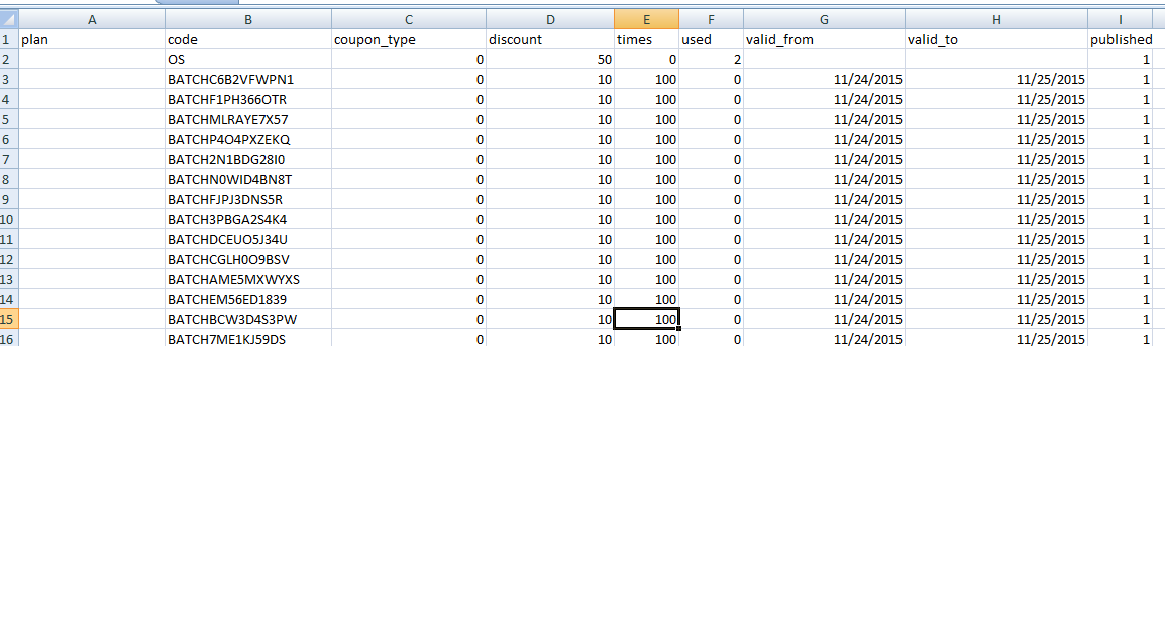 A B C D E F G H I
1 plan code coupon_type discount times used valid_from valid_to published
2 OS 0 50 0 2 1
3 BATCHC6B2VFWPN1 0 10 100 0 11/24/2015 11/25/2015 1
4 BATCHF1PH366OTR 0 10 100 0 11/24/2015 11/25/2015 1
5 BATCHMLRAYE7X57 0 10 100 0 11/24/2015 11/25/2015 1
6 BATCHP4O4PXZEKQ 0 10 100 0 11/24/2015 11/25/2015 1
7 BATCH2N1BDG28I0 0 10 100 0 11/24/2015 11/25/2015 1
8 BATCHN0WID4BN8T 0 10 100 0 11/24/2015 11/25/2015 1
9 BATCHFJPJ3DNS5R 0 10 100 0 11/24/2015 11/25/2015 1
10 BATCH3PBGA2S4K4 0 10 100 0 11/24/2015 11/25/2015 1
11 BATCHDCEUO5J34U 0 10 100 0 11/24/2015 11/25/2015 1
12 BATCHCGLH0O9BSV 0 10 100 0 11/24/2015 11/25/2015 1
13 BATCHAME5MXWYXS 0 10 100 0 11/24/2015 11/25/2015 1
14 BATCHEM56ED1839 0 10 100 0 11/24/2015 11/25/2015 1
15 BATCHBCW3D4S3PW 0 10 100 0 11/24/2015 11/25/2015 1
16 BATCH7ME1KJ59DS 0 10 100 0 11/24/2015 11/25/2015 1